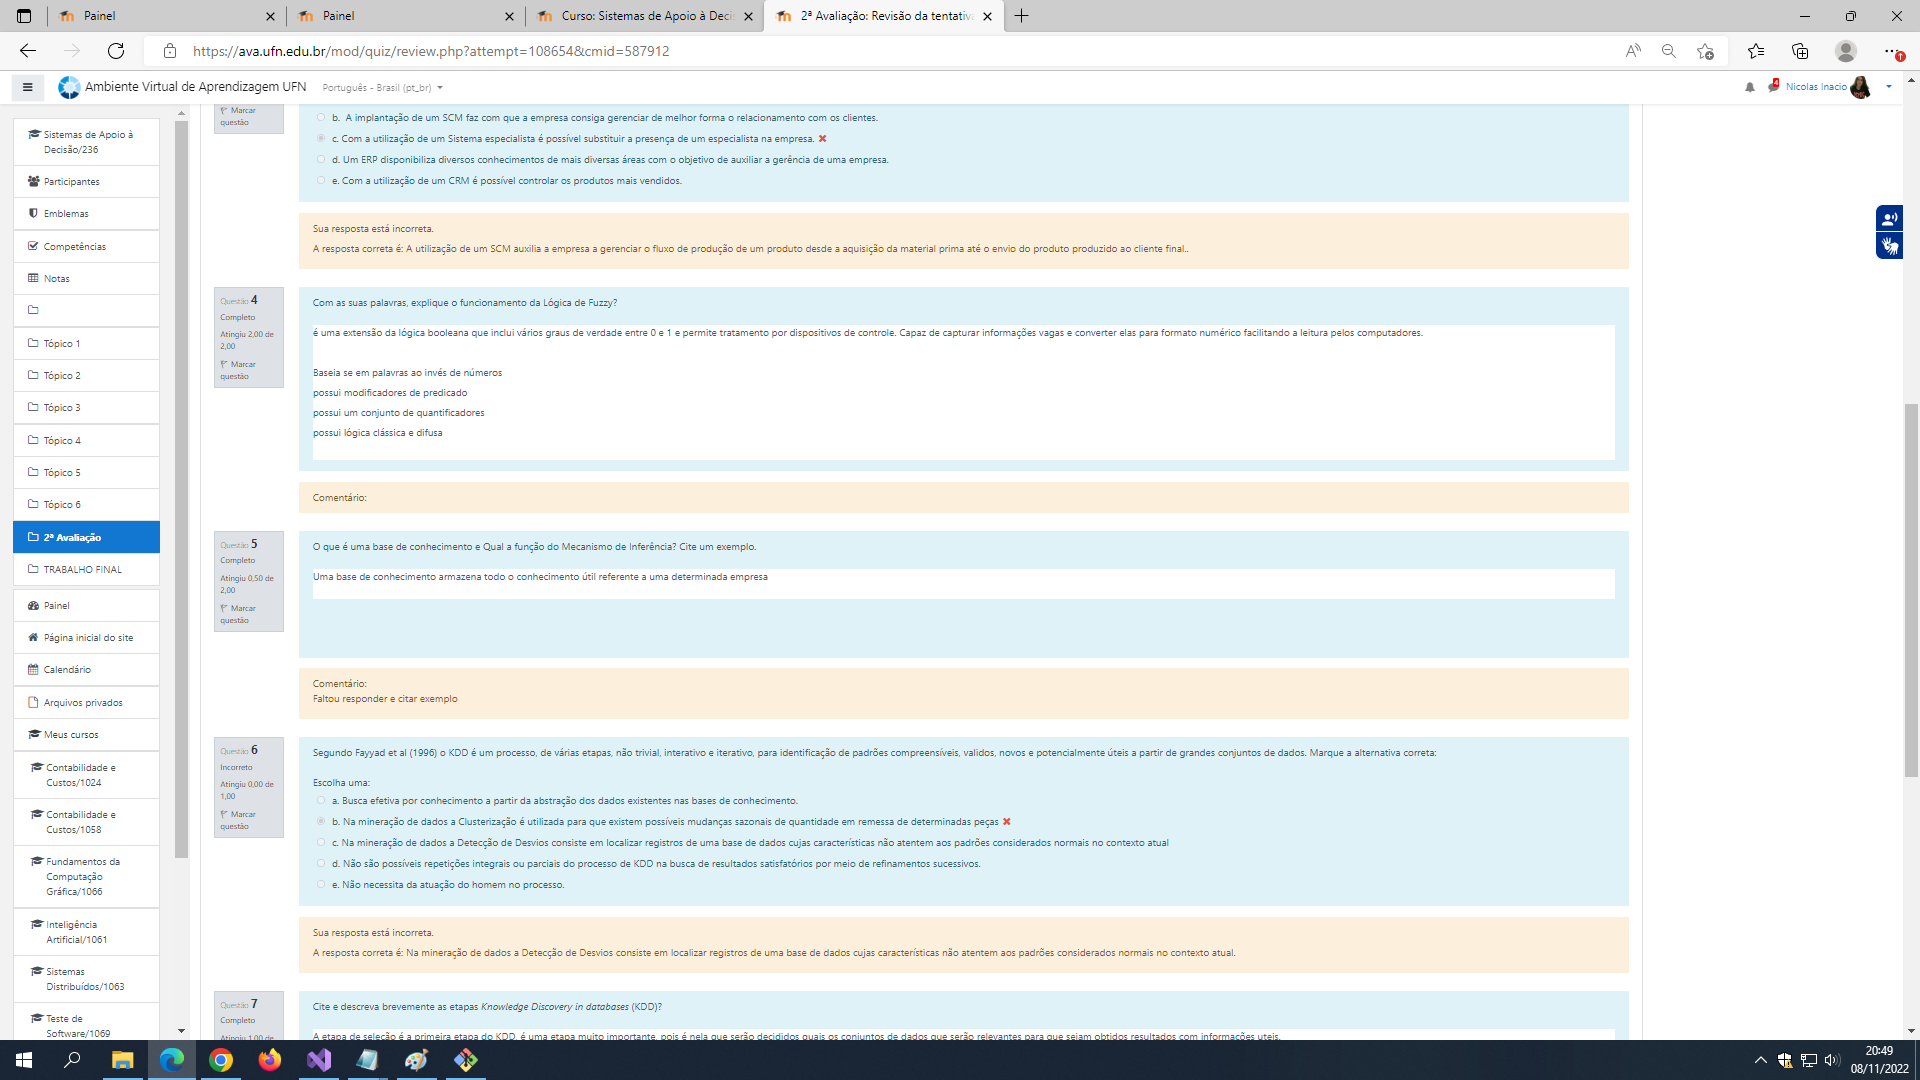 Painel
Painel
Curso: Sistemas de Apoio à Decis
2ª Avaliação: Revisão da tentativa
https://ava.ufn.edu.br/mod/quiz/review.php?attempt=108654&cmid=587912
Ambiente Virtual de Aprendizagem UFN
Português - Brasil (pt_br)
4
Nicolas Inacio
Sistemas de Apoio à
Decisão/236
Participantes
Emblemas
Competências
Notas
Tópico 1
Tópico 2
Tópico 3
Tópico 4
Tópico 5
Tópico 6
2ª Avaliação
TRABALHO FINAL
Painel
Página inicial do site
Calendário
Arquivos privados
Meus cursos
Contabilidade e
Custos/1024
Contabilidade e
Custos/1058
Fundamentos da
Computação
Gráfica/1066
Inteligência
Artificial/1061
Sistemas
Distribuídos/1063
Teste de
Software/1069
Marcar
questão
b. A implantação de um SCM faz com que a empresa consiga gerenciar de melhor forma o relacionamento com os clientes.
c. Com a utilização de um Sistema especialista é possível substituir a presença de um especialista na empresa.
d. Um ERP disponibiliza diversos conhecimentos de mais diversas áreas com o objetivo de auxiliar a gerência de uma empresa.
e. Com a utilização de um CRM é possível controlar os produtos mais vendidos.
Sua resposta está incorreta.
A resposta correta é: A utilização de um SCM auxilia a empresa a gerenciar o fluxo de produção de um produto desde a aquisição da material prima até o envio do produto produzido ao cliente final..
Questão 4
Completo
Atingiu 2,00 de
2,00
Marcar
questão
Com as suas palavras, explique o funcionamento da Lógica de Fuzzy?
é uma extensão da lógica booleana que inclui vários graus de verdade entre 0 e 1 e permite tratamento por dispositivos de controle. Capaz de capturar informações vagas e converter elas para formato numérico facilitando a leitura pelos computadores.
Baseia se em palavras ao invés de números
possui modificadores de predicado
possui um conjunto de quantificadores
possui lógica clássica e difusa
Comentário:
Questão 5
Completo
Atingiu 0,50 de
2,00
Marcar
questão
O que é uma base de conhecimento e Qual a função do Mecanismo de Inferência? Cite um exemplo.
Uma base de conhecimento armazena todo o conhecimento útil referente a uma determinada empresa
Comentário:
Faltou responder e citar exemplo
Questão 6
Incorreto
Atingiu 0,00 de
1,00
Marcar
questão
Segundo Fayyad et al (1996) o KDD é um processo, de várias etapas, não trivial, interativo e iterativo, para identificação de padrões compreensíveis, validos, novos e potencialmente úteis a partir de grandes conjuntos de dados. Marque a alternativa correta:
Escolha uma:
a. Busca efetiva por conhecimento a partir da abstração dos dados existentes nas bases de conhecimento.
b. Na mineração de dados a Clusterização é utilizada para que existem possíveis mudanças sazonais de quantidade em remessa de determinadas peças
c. Na mineração de dados a Detecção de Desvios consiste em localizar registros de uma base de dados cujas características não atentem aos padrões considerados normais no contexto atual
d. Não são possíveis repetições integrais ou parciais do processo de KDD na busca de resultados satisfatórios por meio de refinamentos sucessivos.
e. Não necessita da atuação do homem no processo.
Sua resposta está incorreta.
A resposta correta é: Na mineração de dados a Detecção de Desvios consiste em localizar registros de uma base de dados cujas características não atentem aos padrões considerados normais no contexto atual.
Questão 7
Completo
Atingiu 1,00 de
Cite e descreva brevemente as etapas Knowledge Discovery in databases (KDD)?
A etapa de seleção é a primeira etapa do KDD, é uma etapa muito importante, pois é nela que serão decididos quais os conjuntos de dados que serão relevantes para que sejam obtidos resultados com informações uteis.
20:49
08/11/2022